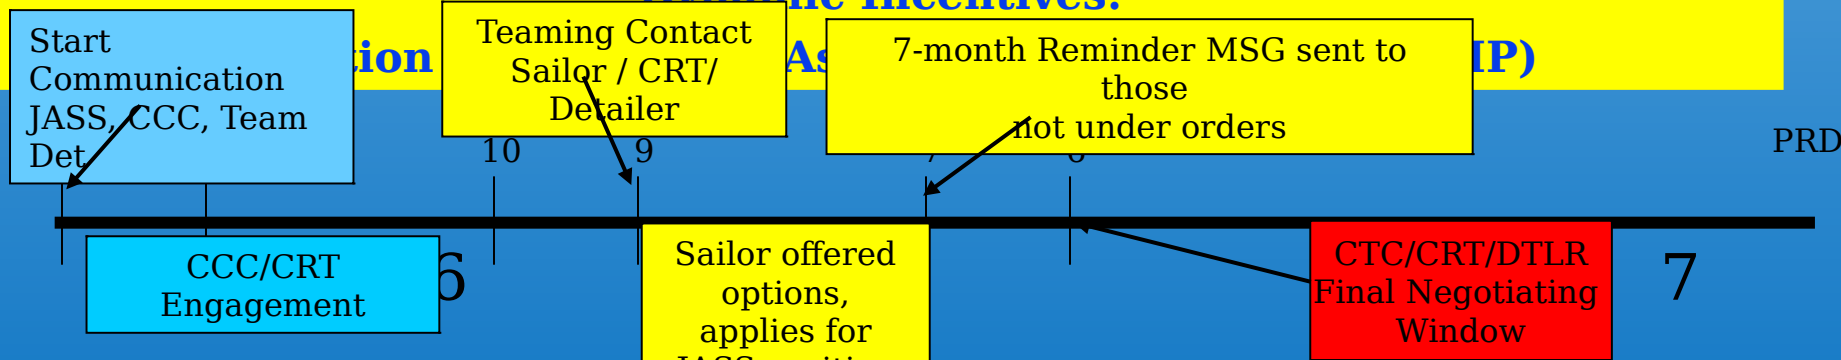 Incentives:
Start
Communication
JASS, CCC, Team
Det
Teaming Contact
Sailor / CRT/
Detailer
7-month Reminder MSG sent to
those
not under orders
10
9
PRD
CCC/CRT
Engagement
6
Sailor offered
options,
applies for
CTC/CRT/DTLR
Final Negotiating
Window
7